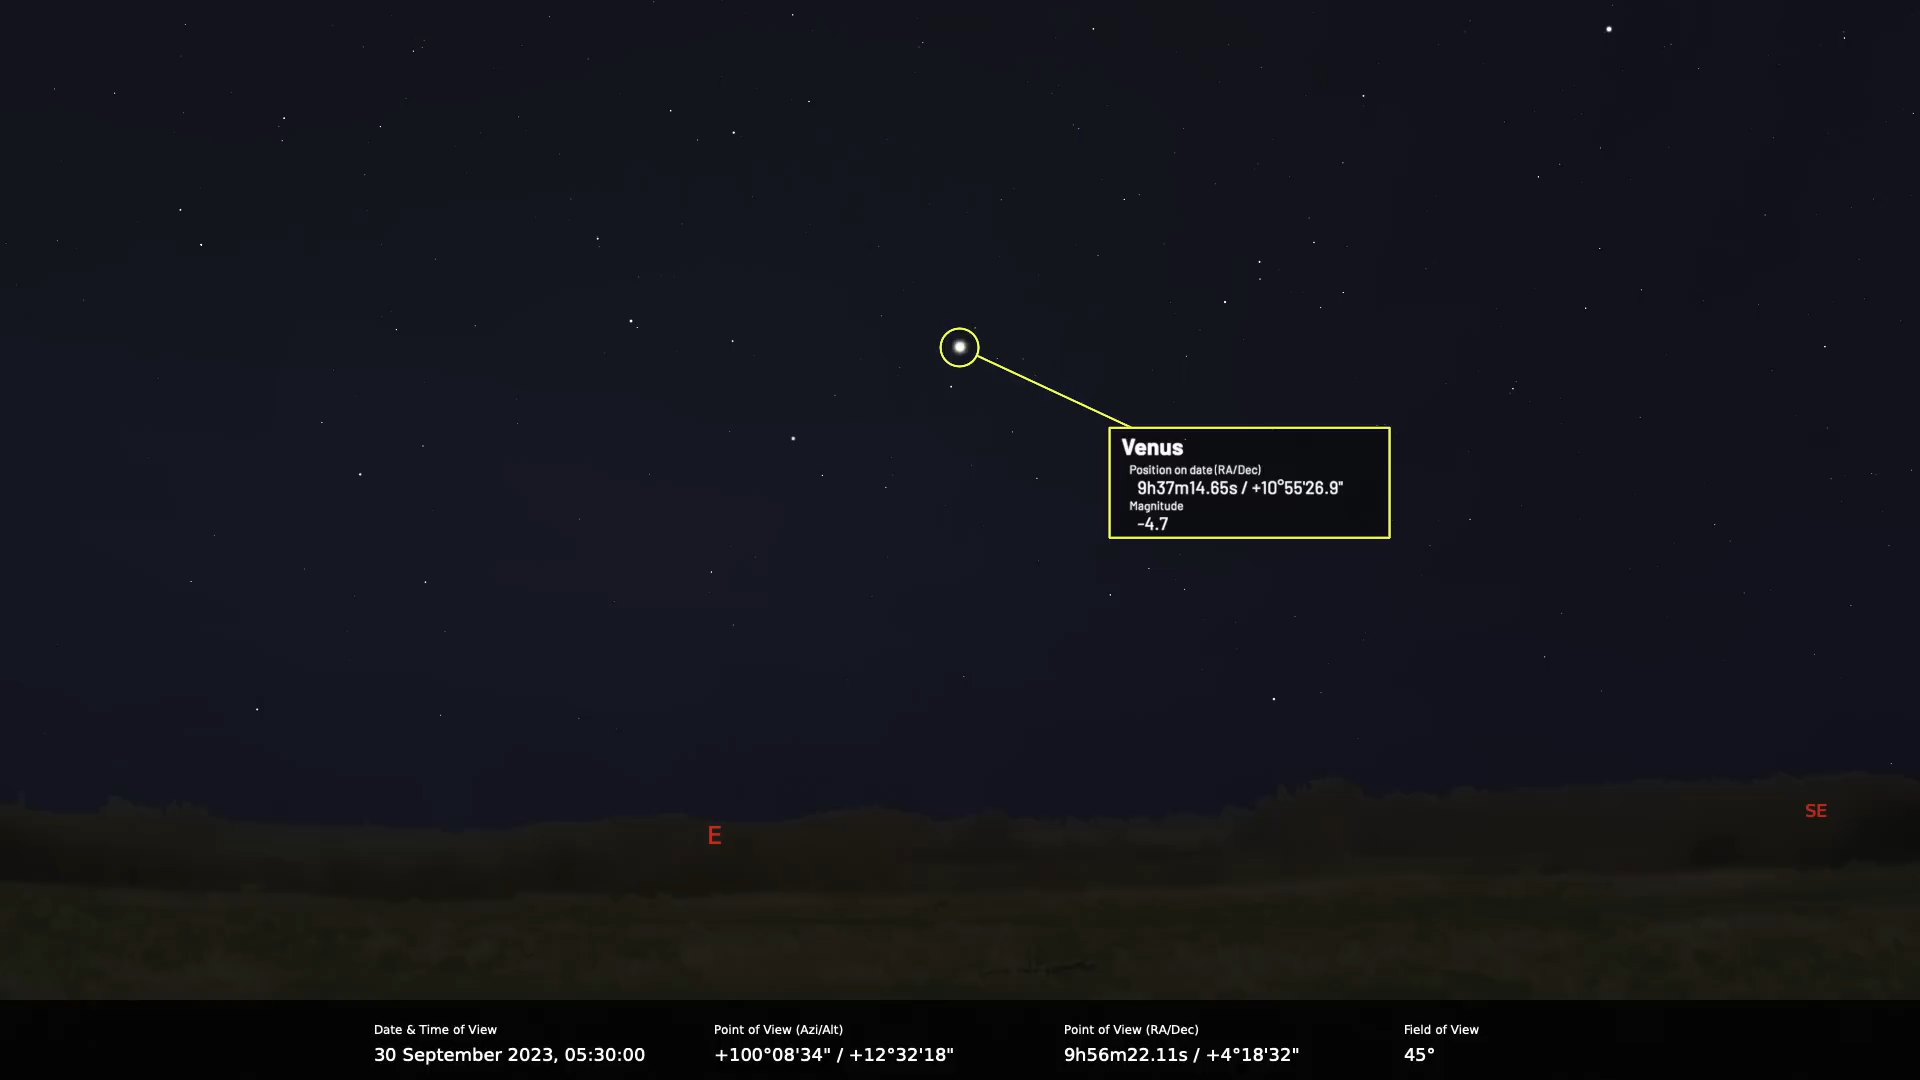 Venus
Position on date (RA/Dec)
9h37m14.65s / +10°55'26.9"
Magnitude
-4.7
E
SE
Date & Time of View
30 September 2023, 05:30:00
Point of View (Azi/Alt)
+100°08'34" / +12°32'18"
Point of View (RA/Dec)
9h56m22.11s / +4°18'32"
Field of View
45°